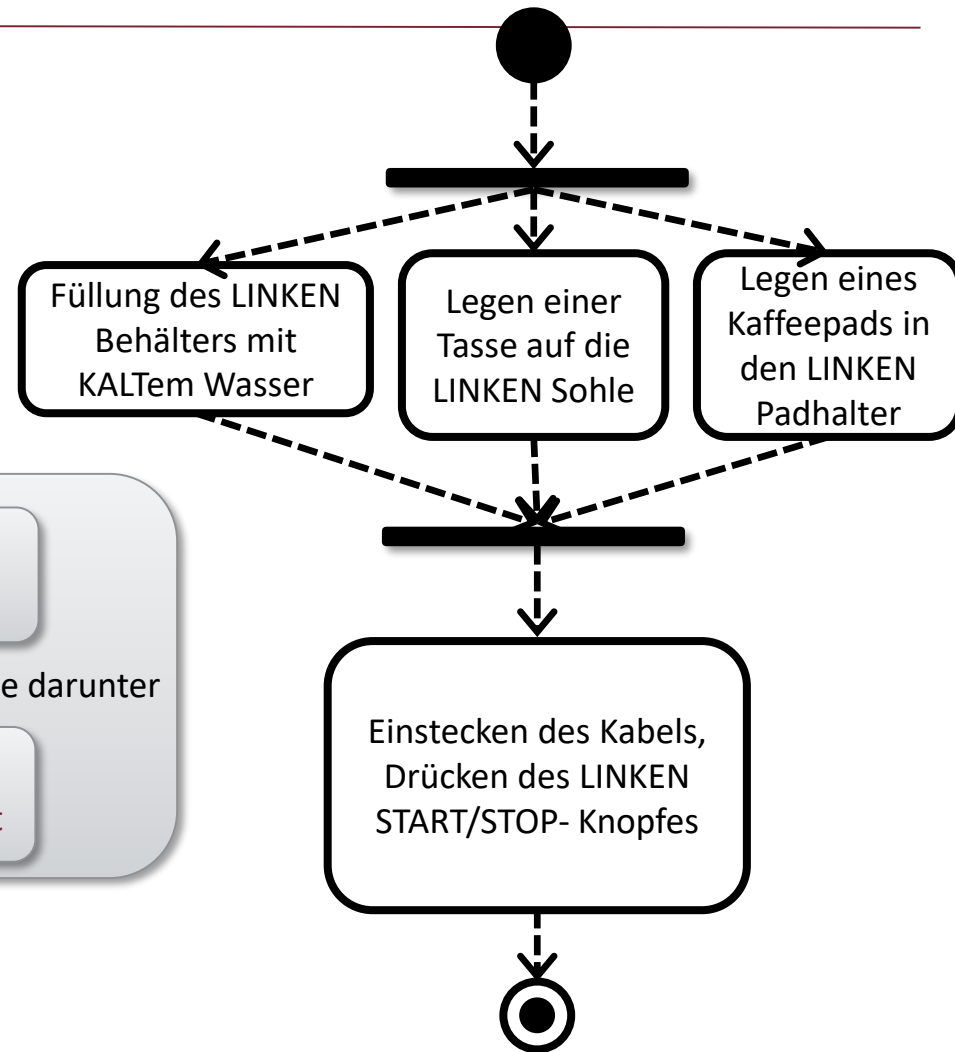 Füllung des LINKEN
Behälters mit
KALTem Wasser
Legen einer
Tasse auf die
LINKEN Sohle
Legen eines
Kaffeepads in
den LINKEN
Padhalter
e darunter
Einstecken des Kabels,
Drücken des LINKEN
START/STOP- Knopfes